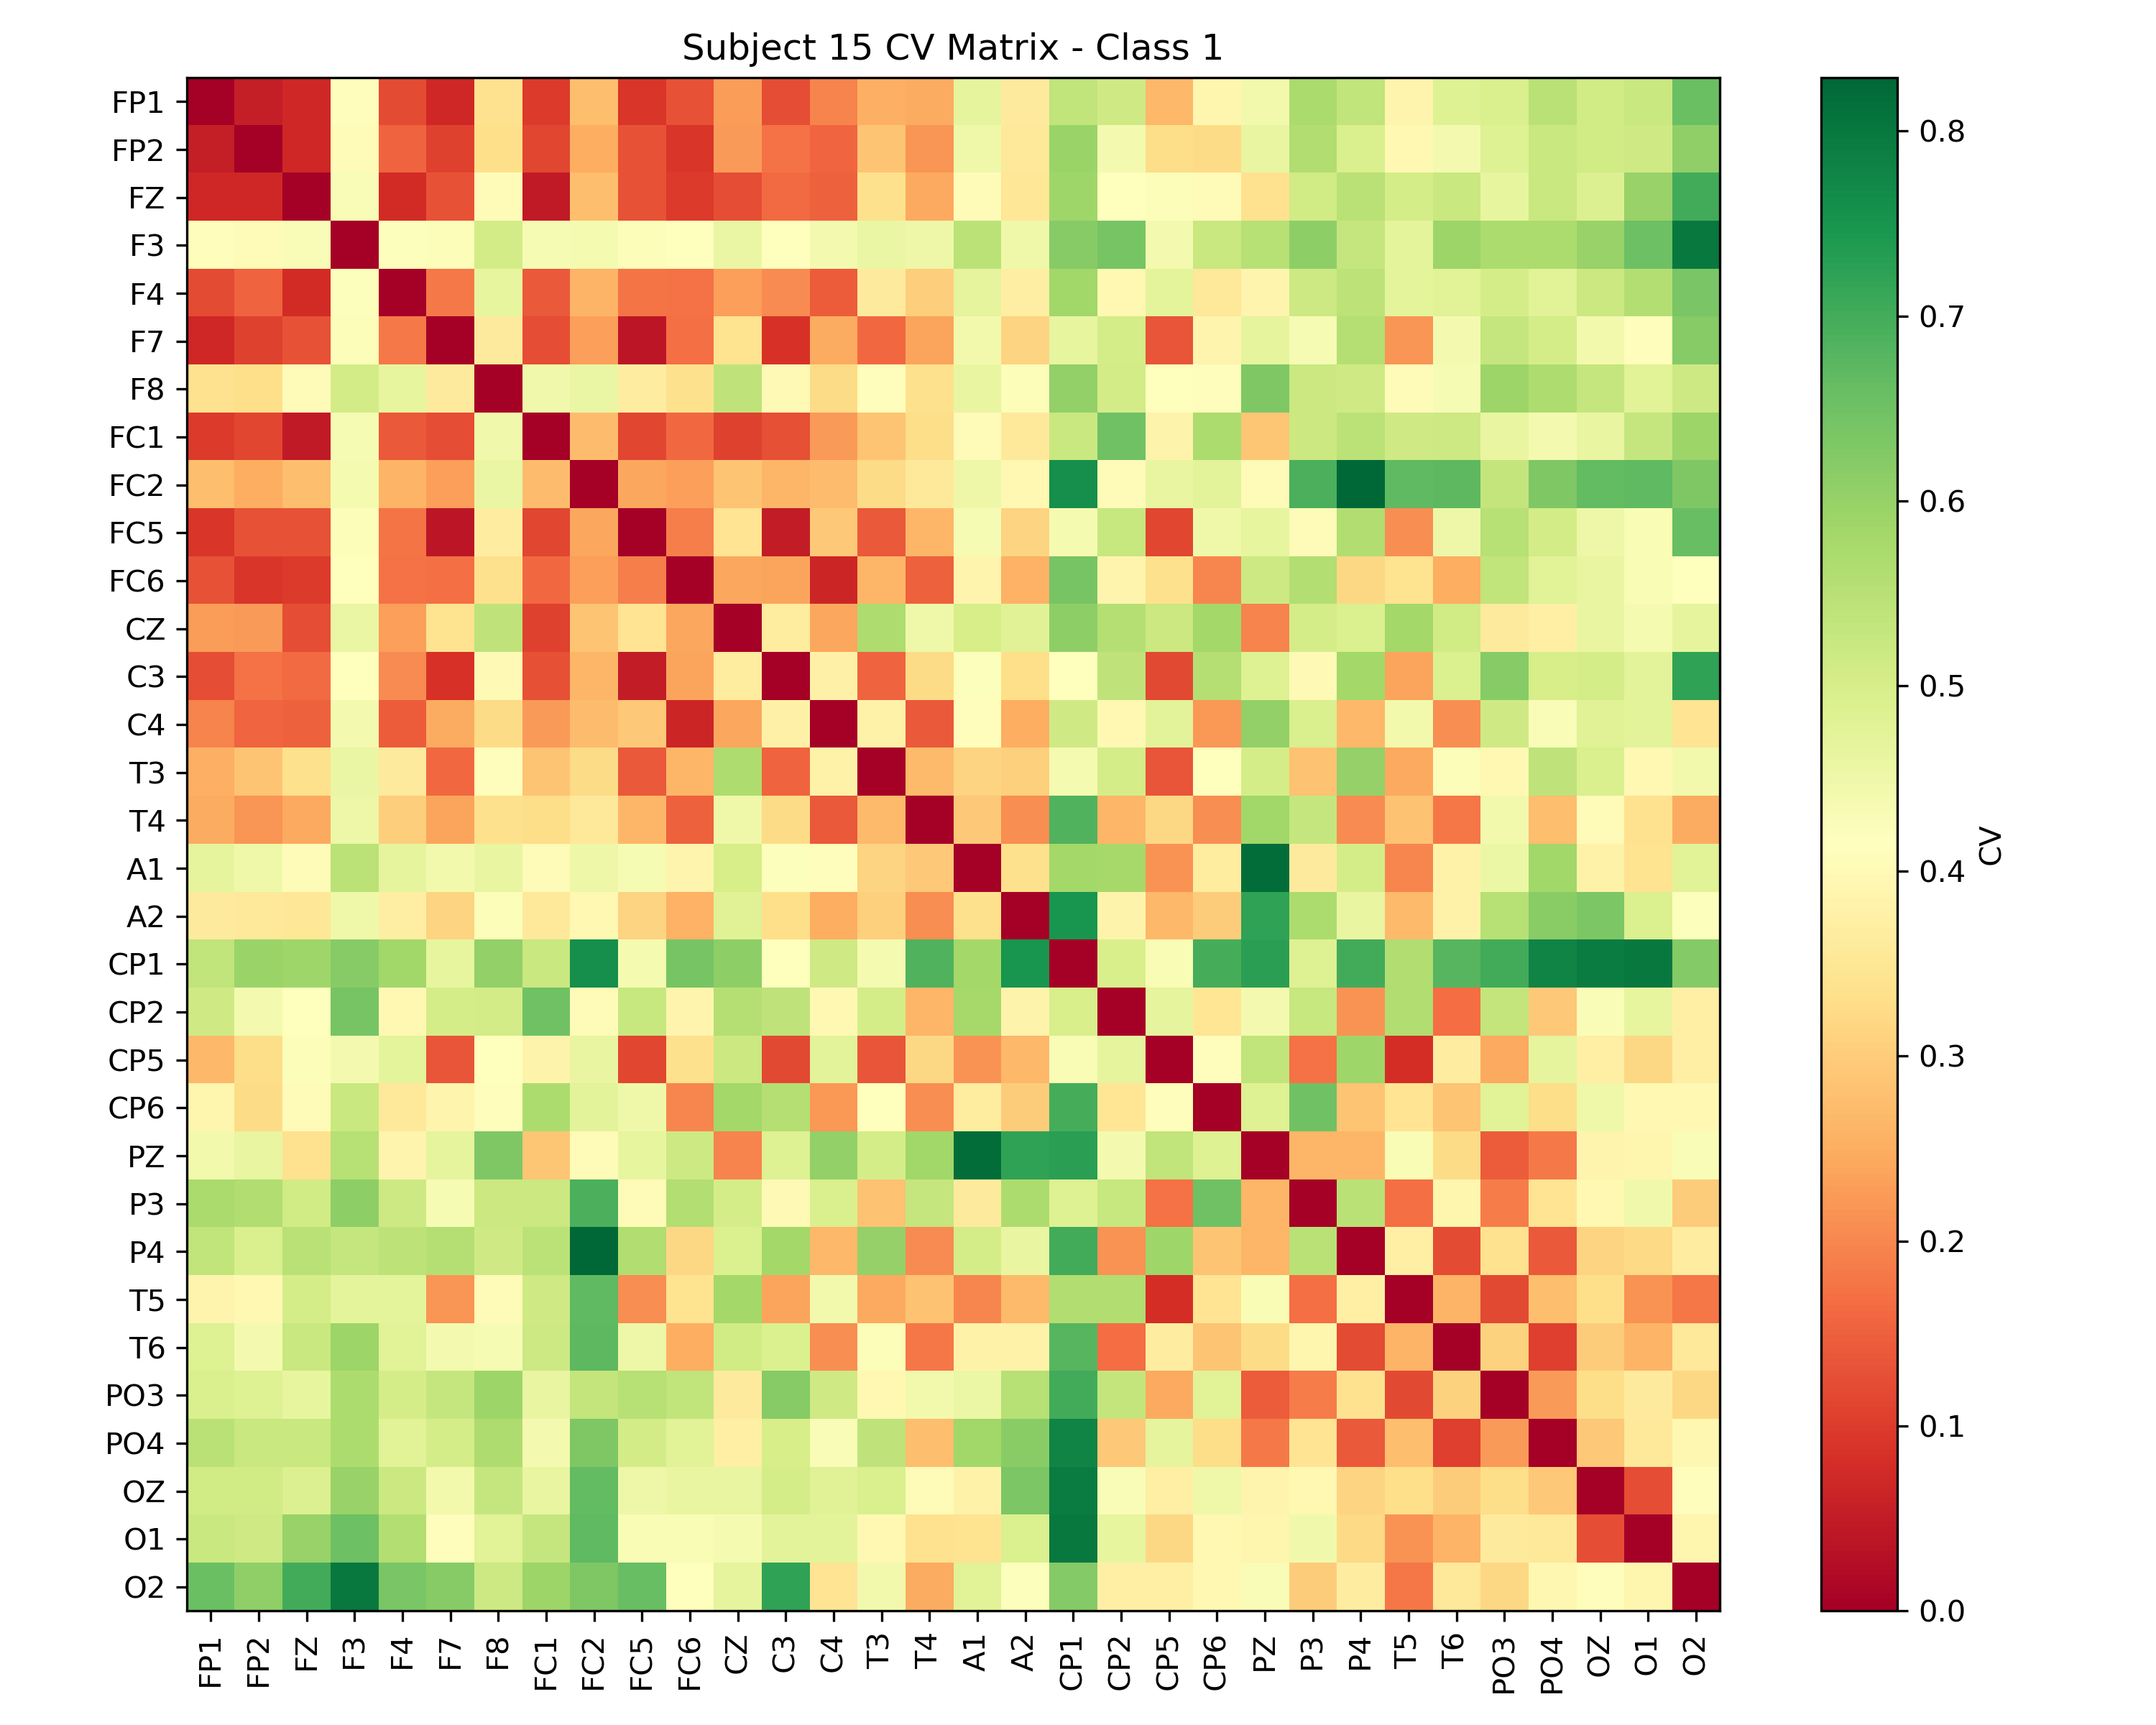 Subject 15 CV Matrix - Class 1
FP1
FP2
FZ
F3
F4
F7
F8
FC1
FC2
FC5
FC6
CZ
C3
C4
T3
T4
A1
A2
CP1
CP2
CP5
CP6
PZ
P3
P4
T5
T6
PO3
PO4
OZ
O1
O2
FP1 FP2 FZ F3 F4 F7 F8 FC1 FC2 FC5 FC6 CZ C3 C4 T3 T4 A1 A2 CP1 CP2 CP5 CP6 PZ P3 P4 T5 T6 PO3 PO4 OZ O1 O2
0.8
0.7
0.6
0.5
0.4
0.3
0.2
0.1
0.0
CV